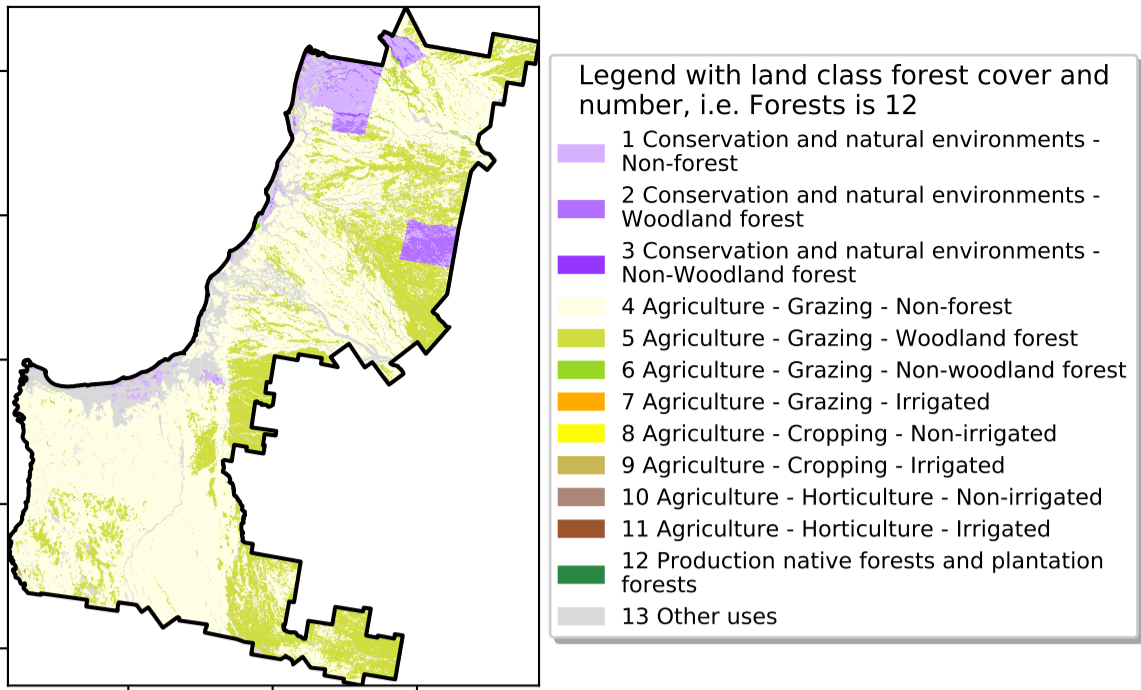 Legend with land class forest cover and
number, i.e. Forests is 12
1 Conservation and natural environments -
Non-forest
2 Conservation and natural environments -
Woodland forest
3 Conservation and natural environments -
Non-Woodland forest
4 Agriculture - Grazing - Non-forest
5 Agriculture - Grazing - Woodland forest
6 Agriculture - Grazing - Non-woodland forest
7 Agriculture - Grazing - Irrigated
8 Agriculture - Cropping - Non-irrigated
9 Agriculture - Cropping - Irrigated
10 Agriculture - Horticulture - Non-irrigated
11 Agriculture - Horticulture - Irrigated
12 Production native forests and plantation
forests
13 Other uses